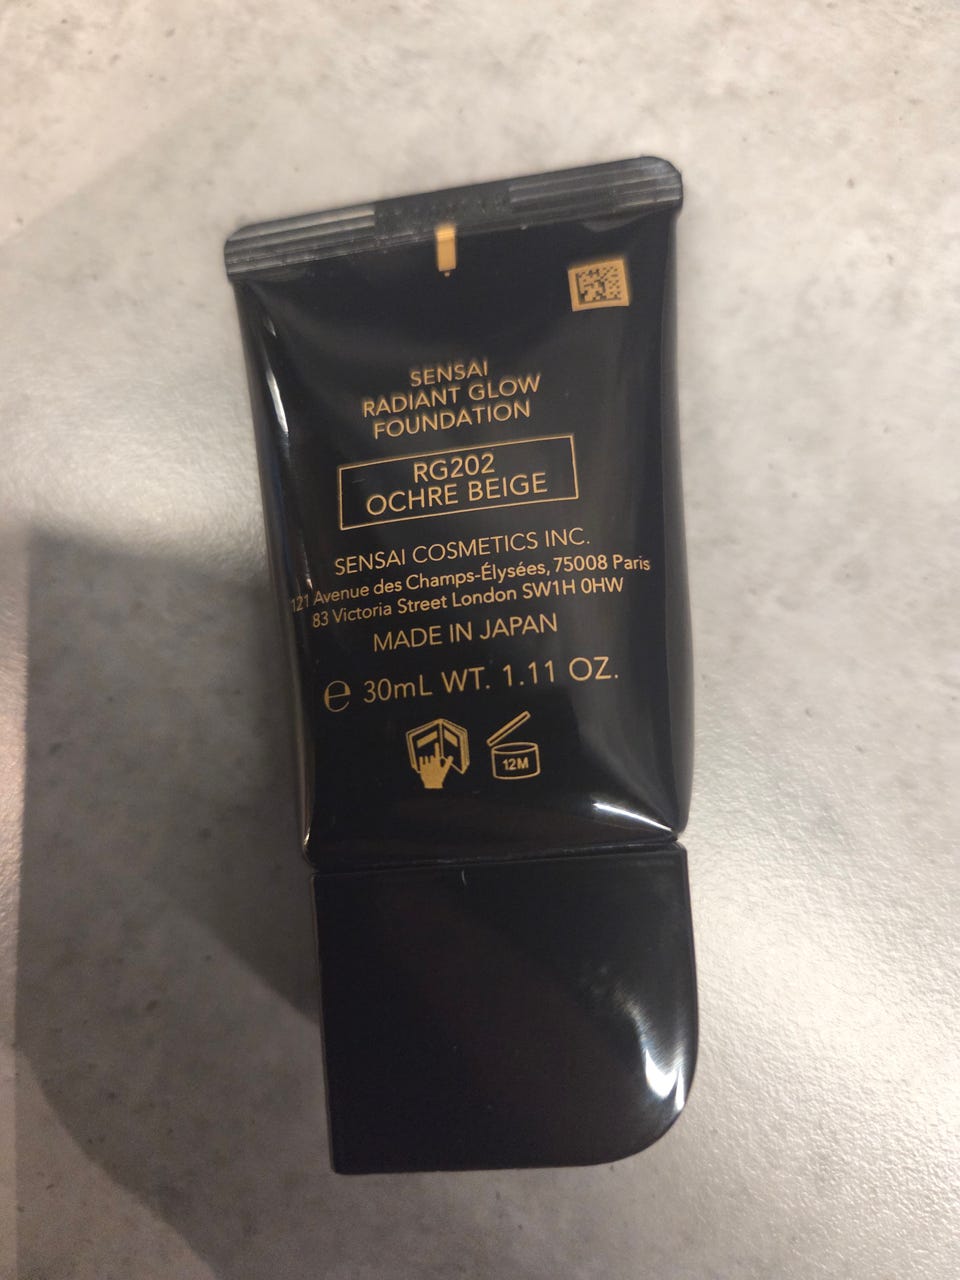 SENSAI
RADIANT GLOW
FOUNDATION
RG202
OCHRE BEIGE
SENSAI COSMETICS INC.
121 Avenue des Champs-Élysées, 75008 Paris
83 Victoria Street London SW1H 0HW
MADE IN JAPAN
℮ 30mL WT. 1.11 OZ.
12M